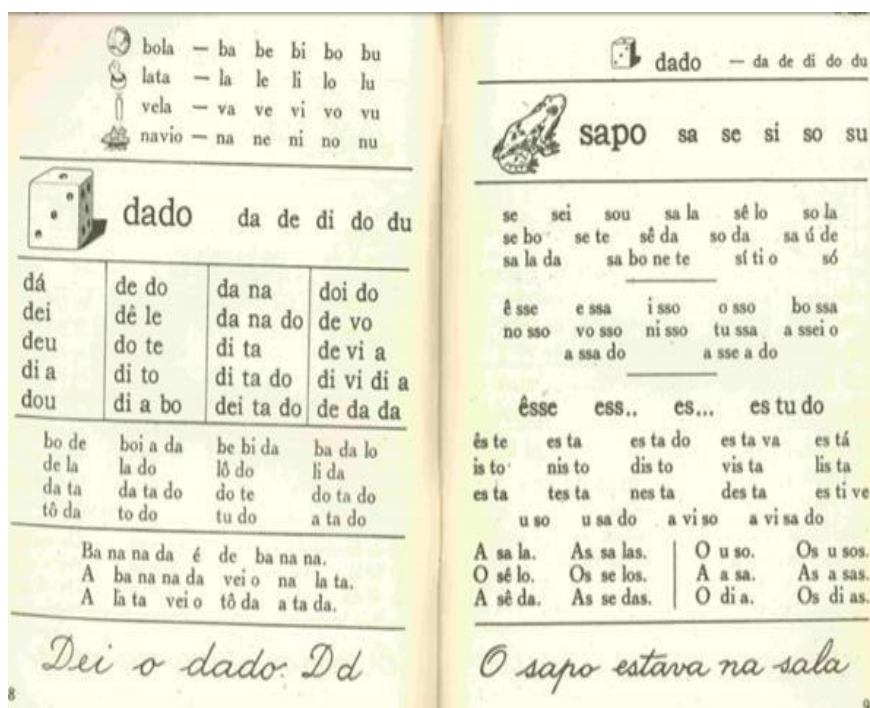 bola — ba be bi bo bu
lata — la le li lo lu
vela — va ve vi vo vu
navio — na ne ni no nu
dado da de di do du
dá de do da na doi do
dei dê le da na do de vo
deu do te di ta de vi a
di a di to di ta do di vi di a
dou di a bo dei ta do de da da
bo de boi a da be bi da ba da lo
de la la do lô do li da
da ta da ta do do te do ta do
tô da to do tu do a ta do
Ba na na da é de ba na na.
A ba na na da vei o na la ta.
A la ta vei o tô da a ta da.
Dei o dado. D d
8
dado — da de di do du
sapo sa se si so su
se sei sou sa la sê lo so la
se bo se te sê da so da sa ú de
sa la da sa bo ne te sí ti o só
ê sse e ssa i sso o sso bo ssa
no sso vo sso ni sso tu ssa a ssei o
a ssa do a sse a do
êsse ess.. es... es tu do
ês te es ta es ta do es ta va es tá
is to nis to dis to vis ta lis ta
es ta tes ta nes ta des ta es ti ve
u so u sa do a vi so a vi sa do
A sa la. As sa las. O u so. Os u sos.
O sê lo. Os se los. A a sa. As a sas.
A sê da. As se das. O di a. Os di as.
O sapo estava na sala
9